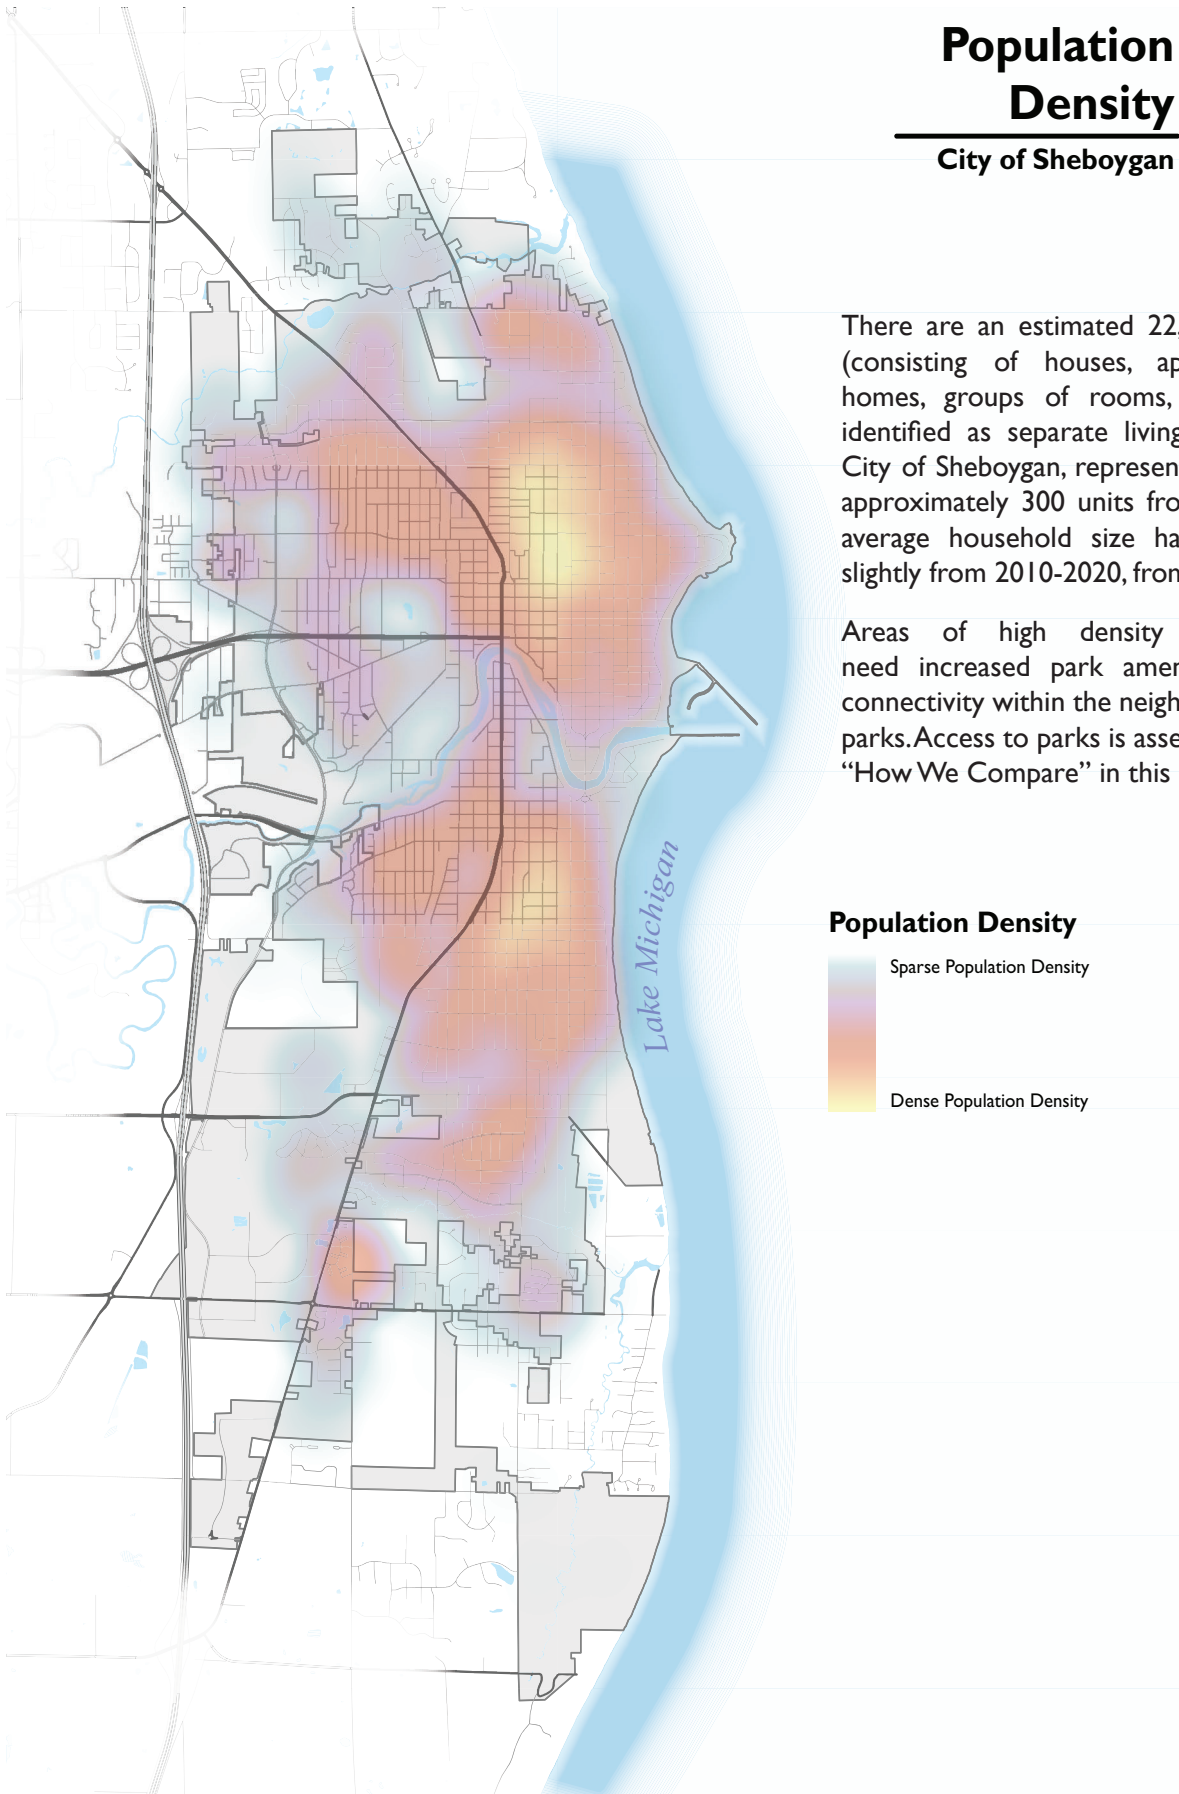 Population
Density
City of Sheboygan
There are an estimated 22,
(consisting of houses, ap
homes, groups of rooms,
identified as separate living
City of Sheboygan, represen
approximately 300 units fro
average household size ha
slightly from 2010-2020, fron
Areas of high density
need increased park amen
connectivity within the neigh
parks. Access to parks is asse
“How We Compare” in this
Lake Michigan
Population Density
Sparse Population Density
Dense Population Density